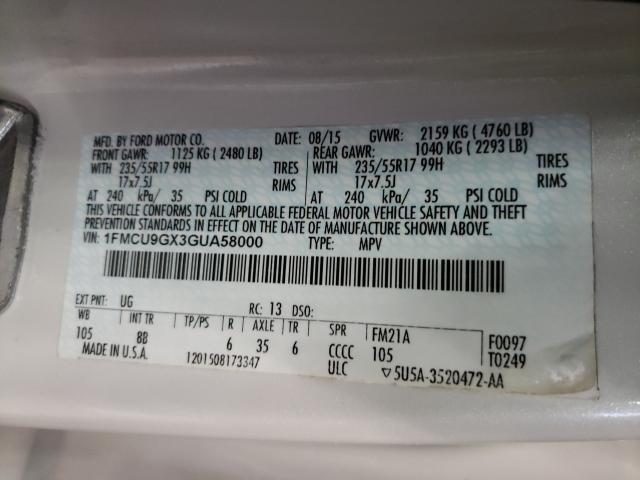 MFD. BY FORD MOTOR CO. DATE: 08/15 GVWR: 2159 KG ( 4760 LB)
FRONT GAWR: 1125 KG ( 2480 LB) REAR GAWR: 1040 KG ( 2293 LB)
WITH 235/55R17 99H TIRES WITH 235/55R17 99H TIRES
17x7.5J RIMS 17x7.5J RIMS
AT 240 kPa/ 35 PSI COLD AT 240 kPa/ 35 PSI COLD
THIS VEHICLE CONFORMS TO ALL APPLICABLE FEDERAL MOTOR VEHICLE SAFETY AND THEFT
PREVENTION STANDARDS IN EFFECT ON THE DATE OF MANUFACTURE SHOWN ABOVE.
VIN: 1FMCU9GX3GUA58000 TYPE: MPV
EXT PNT: UG RC: 13 DSO:
WB INT TR TP/PS R AXLE TR SPR FM21A F0097
105 8B 6 35 6 CCCC 105 T0249
MADE IN U.S.A. 1201508173347 ULC ▽5U5A-3520472-AA